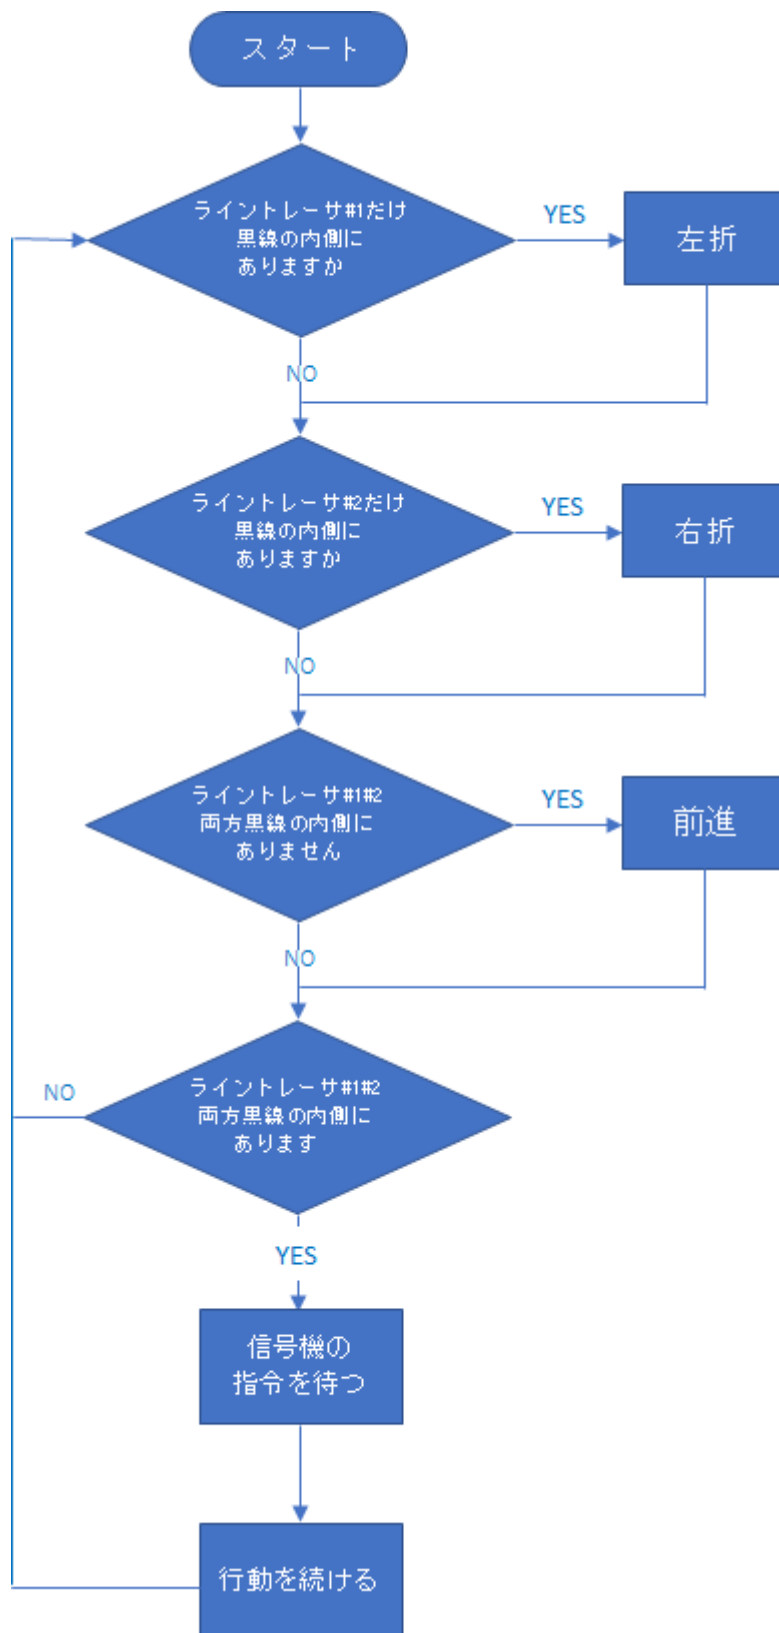 スタート
ライントレーサ#1だけ
黒線の内側に
ありますか
YES
左折
NO
ライントレーサ#2だけ
黒線の内側に
ありますか
YES
右折
NO
ライントレーサ#1#2
両方黒線の内側に
ありません
YES
前進
NO
ライントレーサ#1#2
両方黒線の内側に
あります
NO
YES
信号機の
指令を待つ
行動を続ける